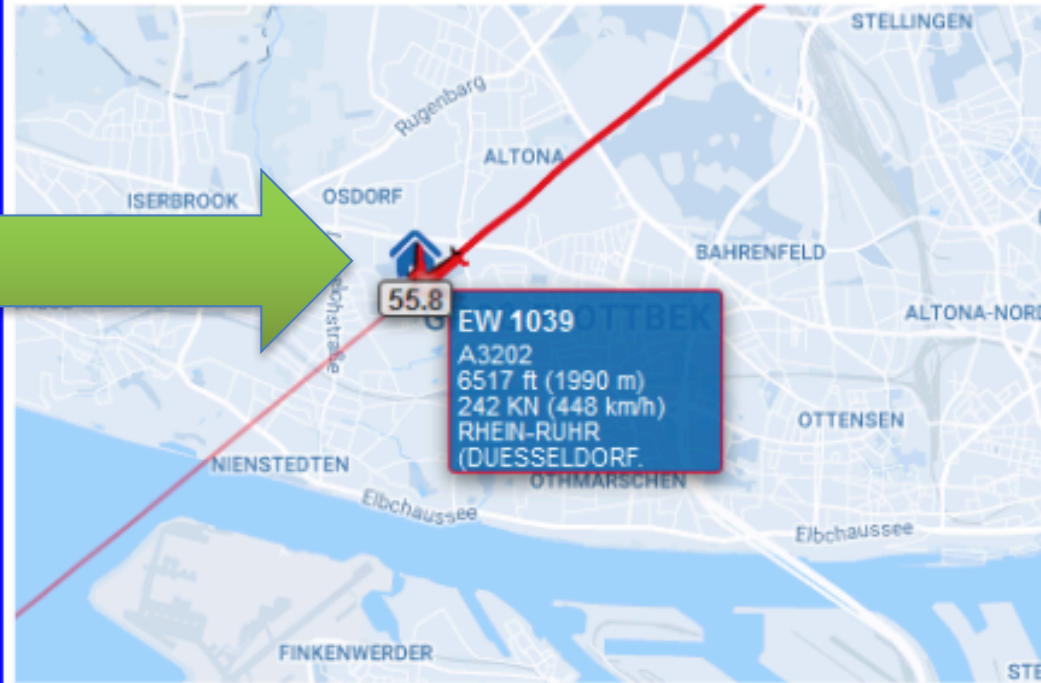 STELLINGEN
Rugenbarg
ALTONA
ISERBROOK
OSDORF
BAHRENFELD
55.8
ALTONA-NORD
EW 1039
A3202
6517 ft (1990 m)
242 KN (448 km/h)
RHEIN-RUHR
(DUESSELDORF.
OTTENSEN
NIENSTEDTEN
OTHMARSCHEN
Elbchaussee
Elbchaussee
FINKENWERDER
STE